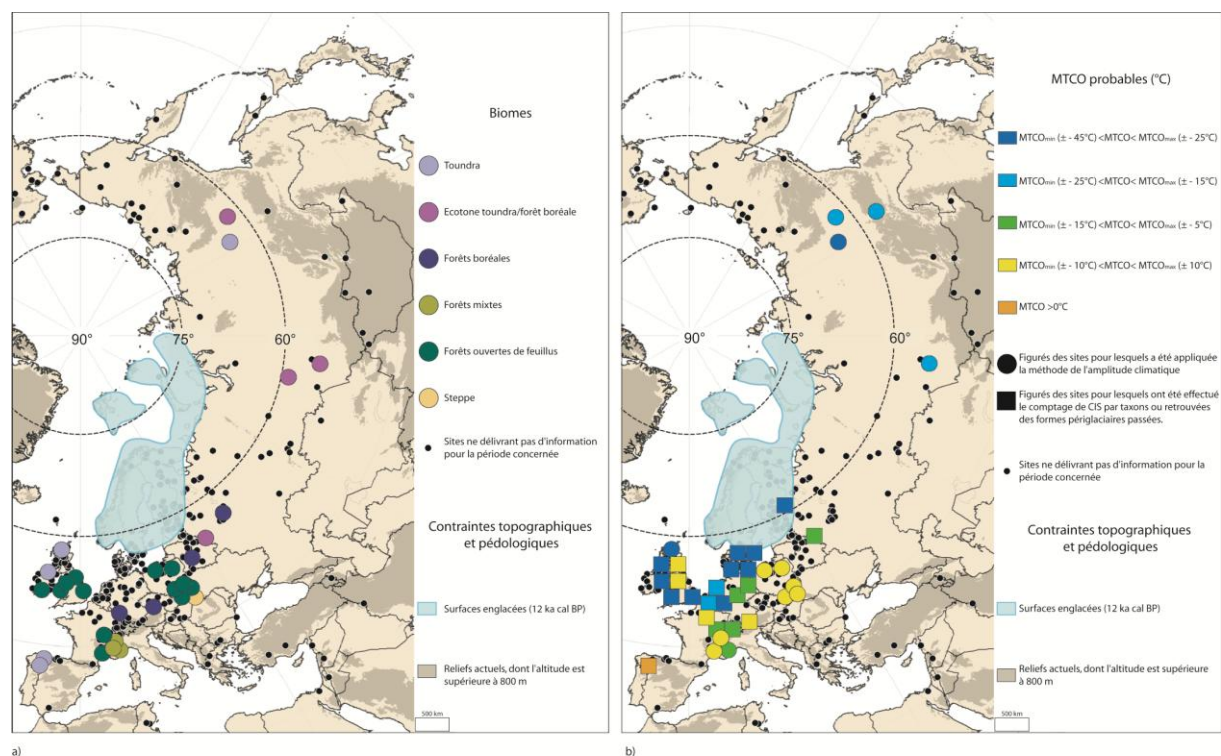 Biomes
Toundra
Ecotone toundra/forêt boréale
Forêts boréales
Forêts mixtes
Forêts ouvertes de feuillus
Steppe
Sites ne délivrant pas d'information
pour la période concernée
Contraintes topographiques
et pédologiques
Surfaces englacées (12 ka cal BP)
Reliefs actuels, dont l'altitude est
supérieure à 800 m
500 km
90°
75°
60°
a)
MTCO probables (°C)
MTCOmin (± - 45°C) <MTCO< MTCOmax (± - 25°C)
MTCOmin (± - 25°C) <MTCO< MTCOmax (± - 15°C)
MTCOmin (± - 15°C) <MTCO< MTCOmax (± - 5°C)
MTCOmin (± - 10°C) <MTCO< MTCOmax (± 10°C)
MTCO >0°C
Figurés des sites pour lesquels a été appliquée
la méthode de l'amplitude climatique
Figurés des sites pour lesquels ont été effectué
le comptage de CIS par taxons ou retrouvées
des formes périglaciaires passées.
Sites ne délivrant pas d'information pour la
période concernée
Contraintes topographiques
et pédologiques
Surfaces englacées (12 ka cal BP)
Reliefs actuels, dont l'altitude est supérieure
à 800 m
500 km
90°
75°
60°
b)